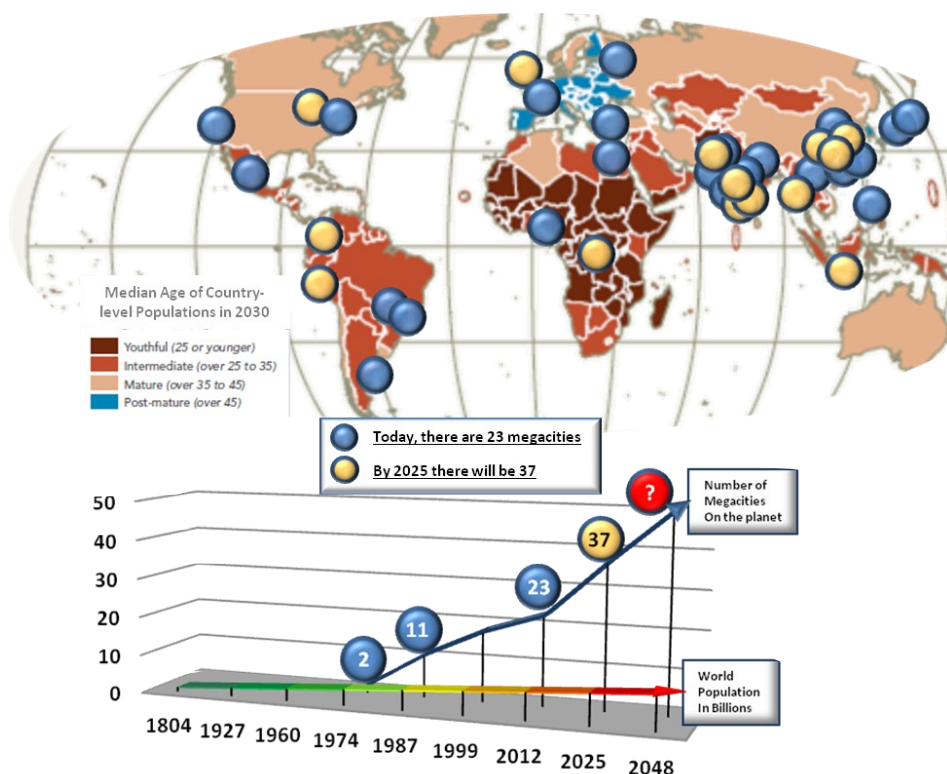 Median Age of Country-
level Populations in 2030
Youthful (25 or younger)
Intermediate (over 25 to 35)
Mature (over 35 to 45)
Post-mature (over 45)
Today, there are 23 megacities
By 2025 there will be 37
50
40
30
20
10
0
2
11
23
37
?
Number of
Megacities
On the planet
World
Population
In Billions
1804
1927
1960
1974
1987
1999
2012
2025
2048